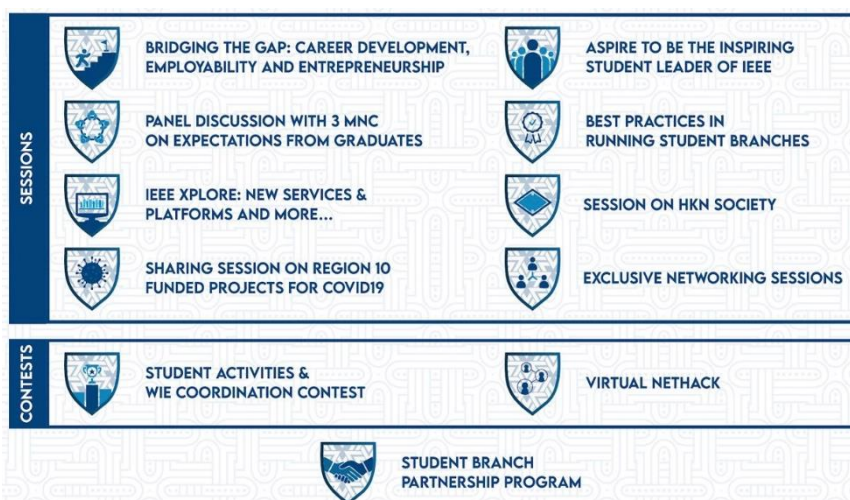 SESSIONS
BRIDGING THE GAP: CAREER DEVELOPMENT,
EMPLOYABILITY AND ENTREPRENEURSHIP
PANEL DISCUSSION WITH 3 MNC
ON EXPECTATIONS FROM GRADUATES
IEEE XPLORE: NEW SERVICES &
PLATFORMS AND MORE...
SHARING SESSION ON REGION 10
FUNDED PROJECTS FOR COVID19
ASPIRE TO BE THE INSPIRING
STUDENT LEADER OF IEEE
BEST PRACTICES IN
RUNNING STUDENT BRANCHES
SESSION ON HKN SOCIETY
EXCLUSIVE NETWORKING SESSIONS
CONTESTS
STUDENT ACTIVITIES &
WIE COORDINATION CONTEST
VIRTUAL NETHACK
STUDENT BRANCH
PARTNERSHIP PROGRAM